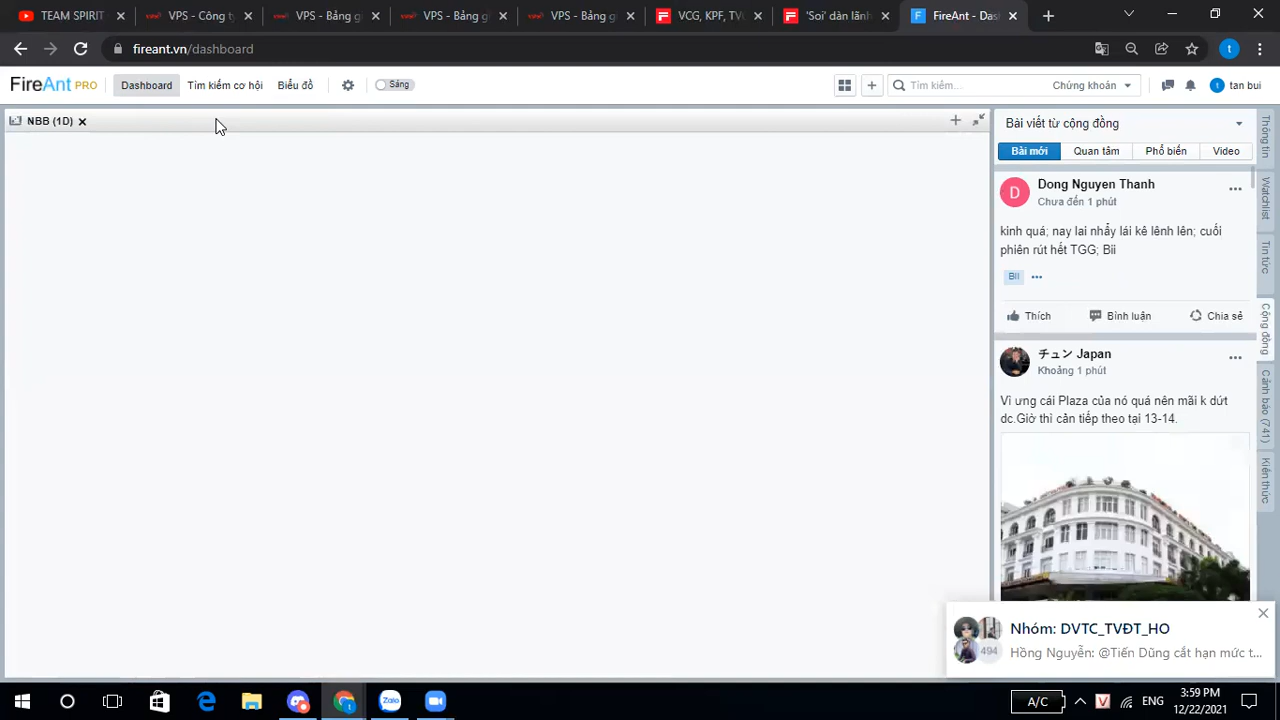 TEAM SPIRIT
VPS - Công ty
VPS - Bảng g
VPS - Bảng g
VPS - Bảng g
VCG, KPF, TVC
'Soi' dàn lãnh
FireAnt - Das
fireant.vn/dashboard
t
FireAnt PRO
Dashboard
Tìm kiếm cơ hội
Biểu đồ
Sáng
Tìm kiếm...
Chứng khoán
t
tan bui
NBB (1D)
Bài viết từ cộng đồng
Bài mới
Quan tâm
Phổ biến
Video
D
Dong Nguyen Thanh
Chưa đến 1 phút
kinh quá; nay lai nhẩy lái kê lênh lên; cuối
phiên rút hết TGG; Bii
BII
Thích
Bình luận
Chia sẻ
チュン Japan
Khoảng 1 phút
Vì ưng cái Plaza của nó quá nên mãi k dứt
dc.Giờ thì cản tiếp theo tại 13-14.
Thông tin
Watchlist
Tin tức
Cộng đồng
Cảnh báo (741)
Kiến thức
494
Nhóm: DVTC_TVĐT_HO
Hồng Nguyễn: @Tiến Dũng cắt hạn mức t...
A/C
V
ENG
3:59 PM
12/22/2021